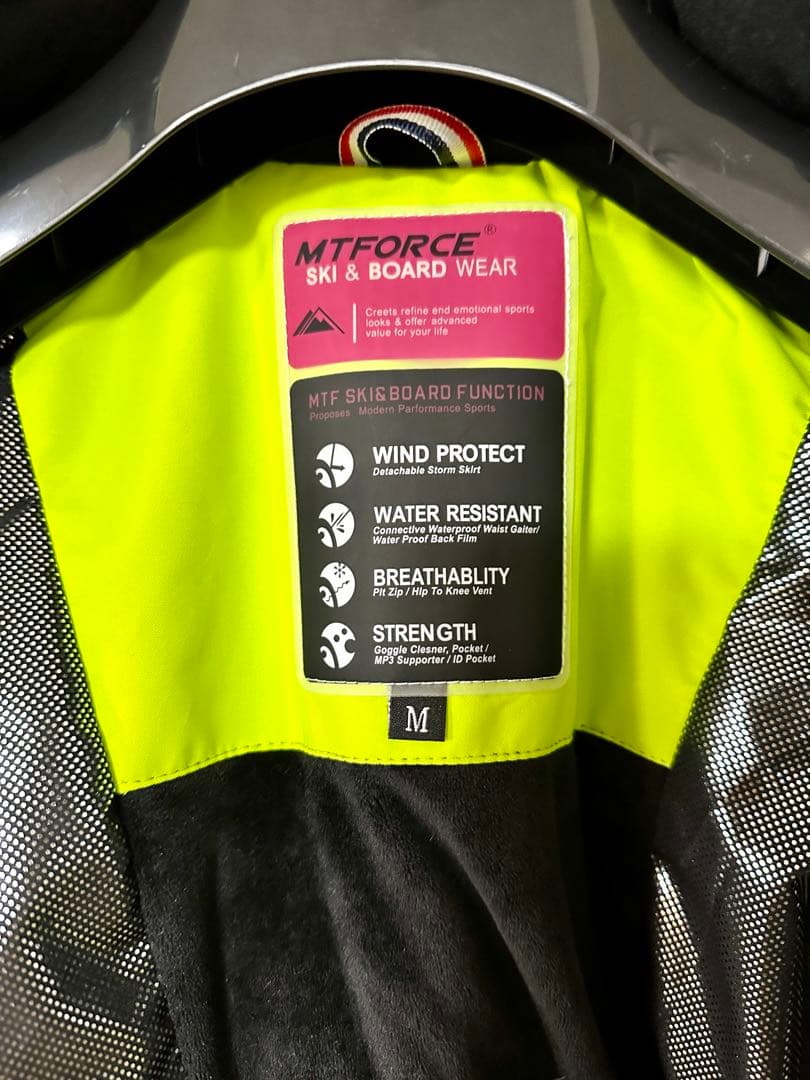 MTFORCE®
SKI & BOARD WEAR
Creets refine end emotional sports
looks & offer advanced
value for your life
MTF SKI&BOARD FUNCTION
Proposes Modern Parformance Sports
WIND PROTECT
Detachable Storm Skirt
WATER RESISTANT
Connective Waterproof Waist Gaiter/
Water Proof Back Film
BREATHABLITY
Pit Zip / Hip To Knee Vent
STRENGTH
Goggle Clesner, Pocket /
MP3 Supporter / ID Pocket
M